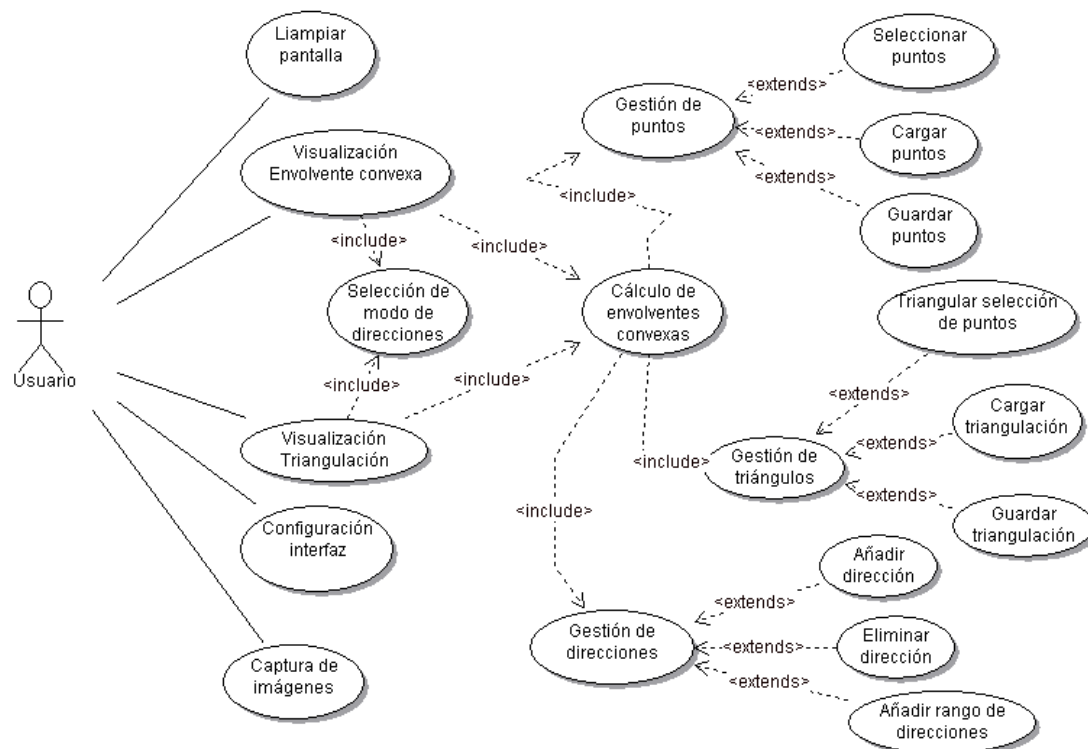 Liampiar
pantalla
Visualización
Envolvente convexa
<include>
<include>
Selección de
modo de
direcciones
Usuario
<include>
<include>
Visualización
Triangulación
Configuración
interfaz
Captura de
imágenes
Gestión de
puntos
<include>
Cálculo de
envolventes
convexas
<include>
<include>
Seleccionar
puntos
<extends>
<extends>
Cargar
puntos
<extends>
Guardar
puntos
Triangular selección
de puntos
<extends>
Gestión de
triángulos
<extends>
Cargar
triangulación
<extends>
Guardar
triangulación
Gestión de
direcciones
<extends>
Añadir
dirección
<extends>
Eliminar
dirección
<extends>
Añadir rango de
direcciones